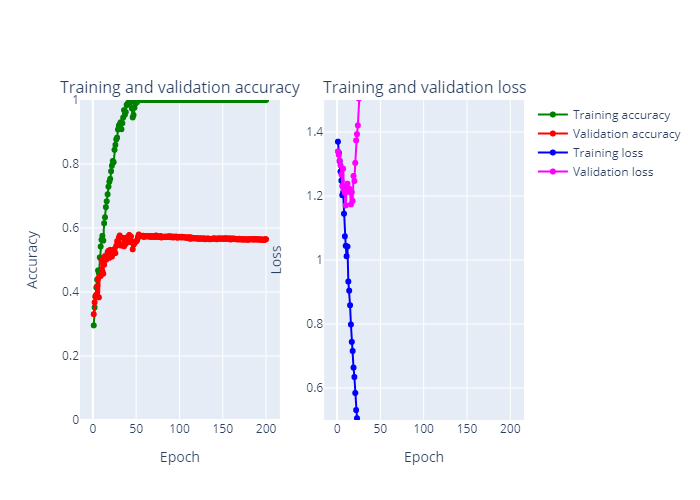 Training and validation accuracy
Training and validation loss
1
0.8
0.6
0.4
0.2
0
0
50
100
150
200
Accuracy
Epoch
1.4
1.2
1
0.8
0.6
0
50
100
150
200
Loss
Epoch
Training accuracy
Validation accuracy
Training loss
Validation loss